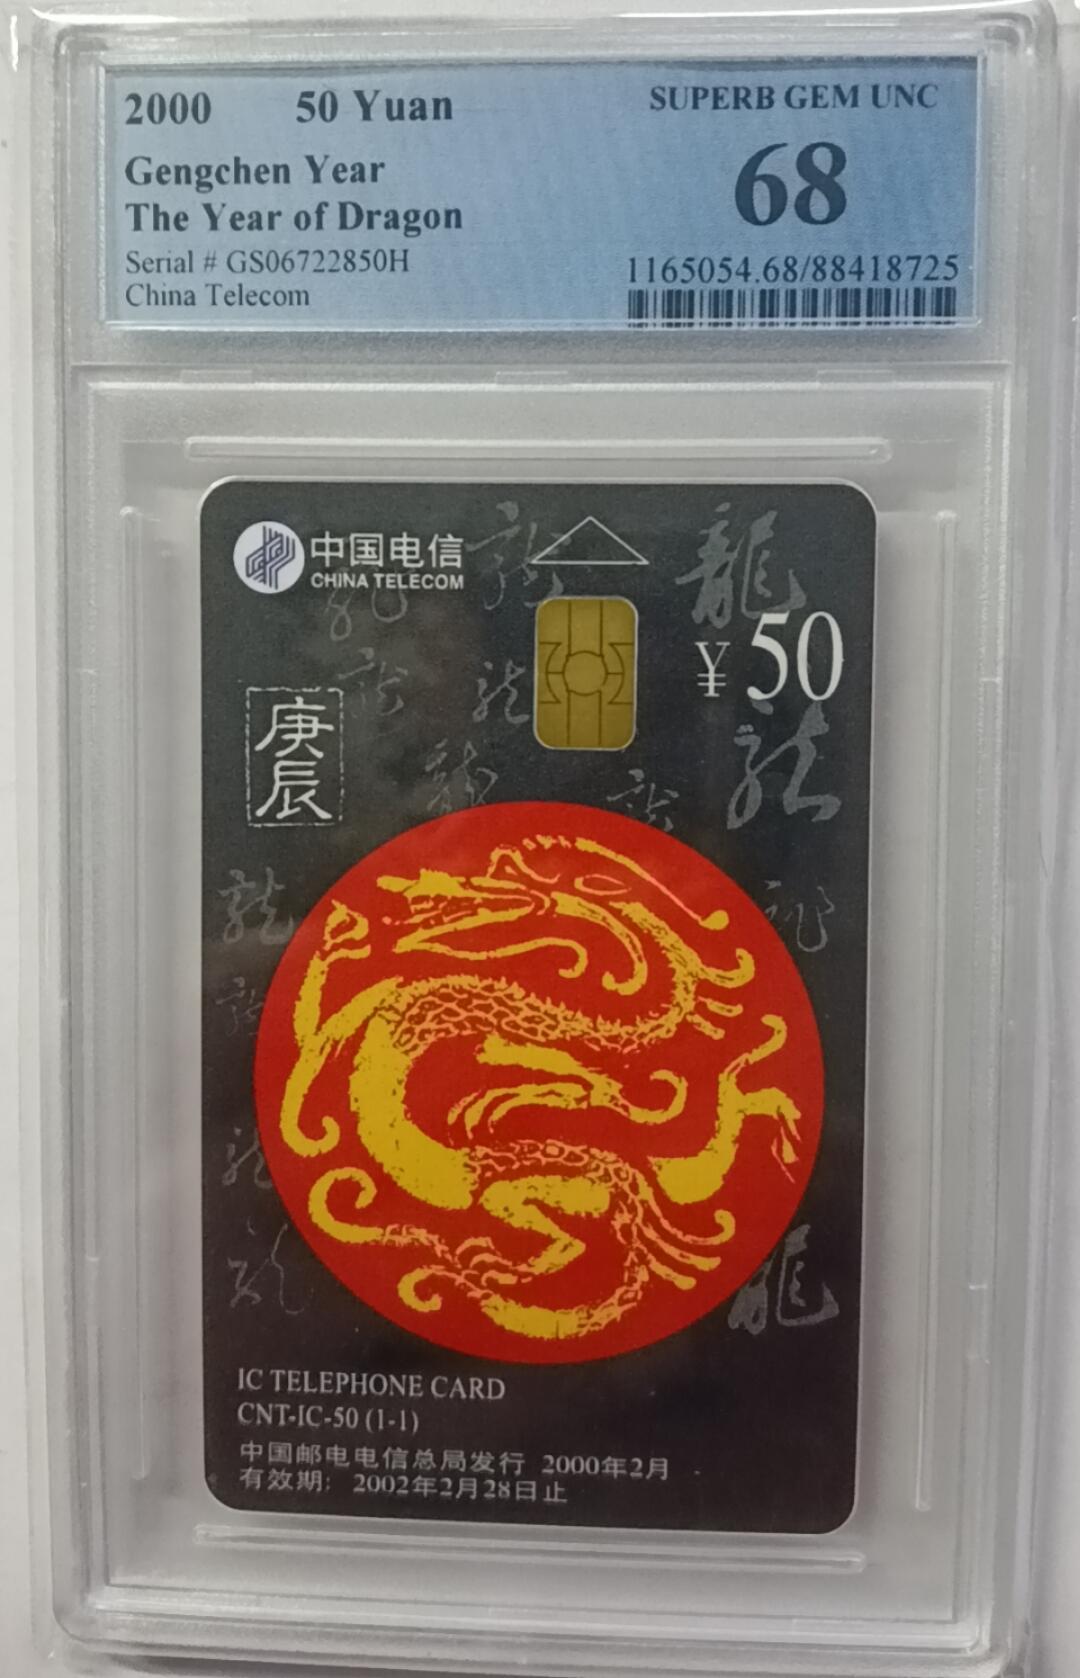 2000 50 Yuan
SUPERB GEM UNC
Gengchen Year
68
The Year of Dragon
Serial # GS06722850H
1165054.68/88418725
China Telecom
中国电信
CHINA TELECOM
龍
¥50
庚
辰
龍
IC TELEPHONE CARD
CNT-IC-50 (1-1)
中国邮电电信总局发行 2000年2月
有效期: 2002年2月28日止